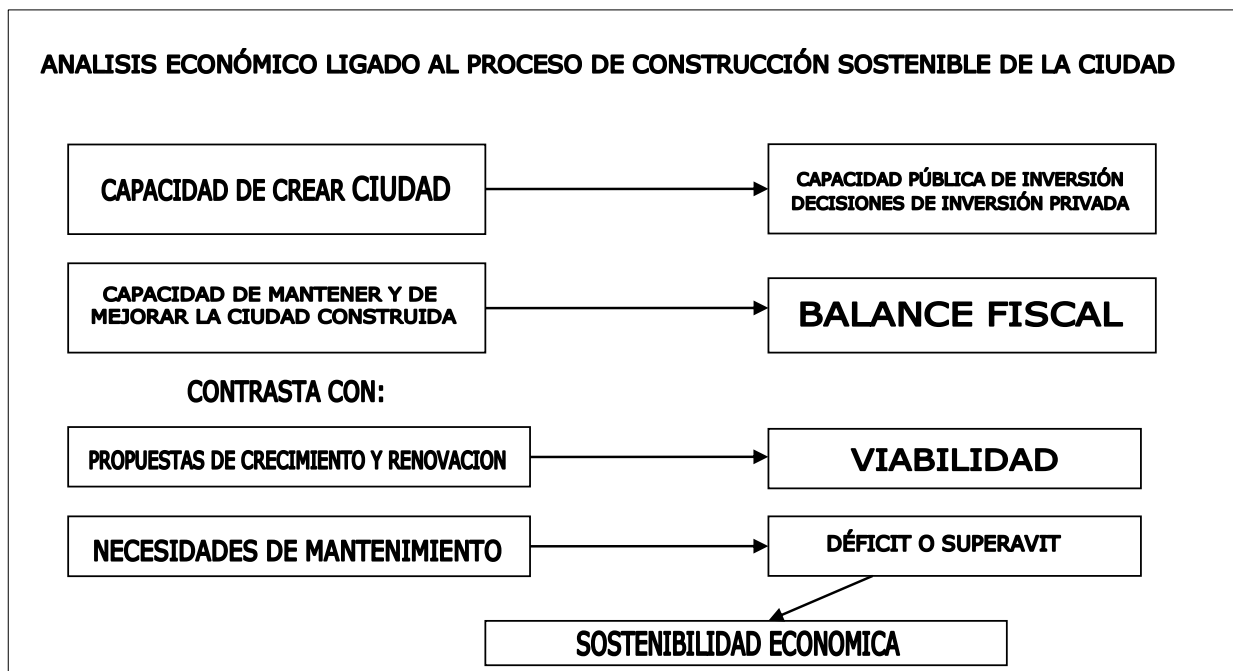 ANALISIS ECONÓMICO LIGADO AL PROCESO DE CONSTRUCCIÓN SOSTENIBLE DE LA CIUDAD
CAPACIDAD DE CREAR CIUDAD
CAPACIDAD PÚBLICA DE INVERSIÓN
DECISIONES DE INVERSIÓN PRIVADA
CAPACIDAD DE MANTENER Y DE
MEJORAR LA CIUDAD CONSTRUIDA
BALANCE FISCAL
CONTRASTA CON:
PROPUESTAS DE CRECIMIENTO Y RENOVACION
VIABILIDAD
NECESIDADES DE MANTENIMIENTO
DÉFICIT O SUPERAVIT
SOSTENIBILIDAD ECONOMICA